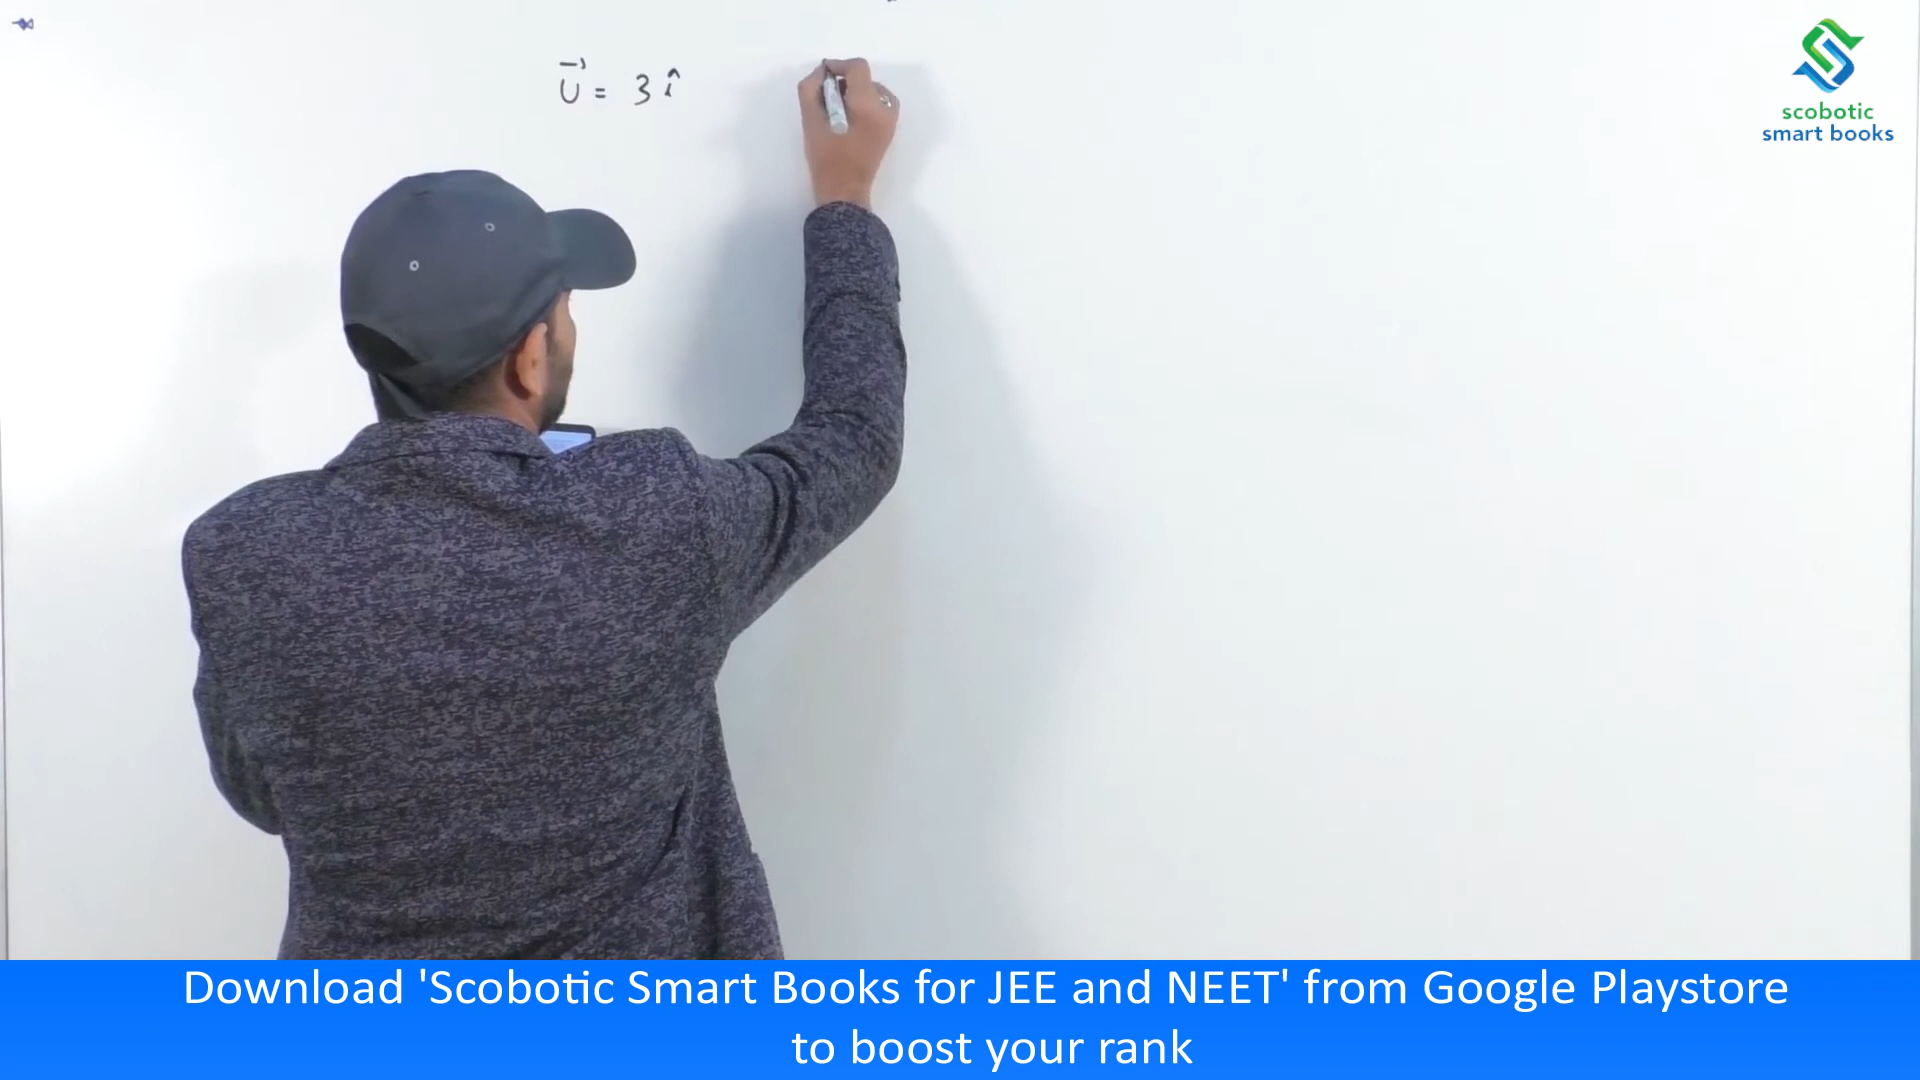 U⃗ = 3 î
scobotic
smart books
Download 'Scobotic Smart Books for JEE and NEET' from Google Playstore
to boost your rank